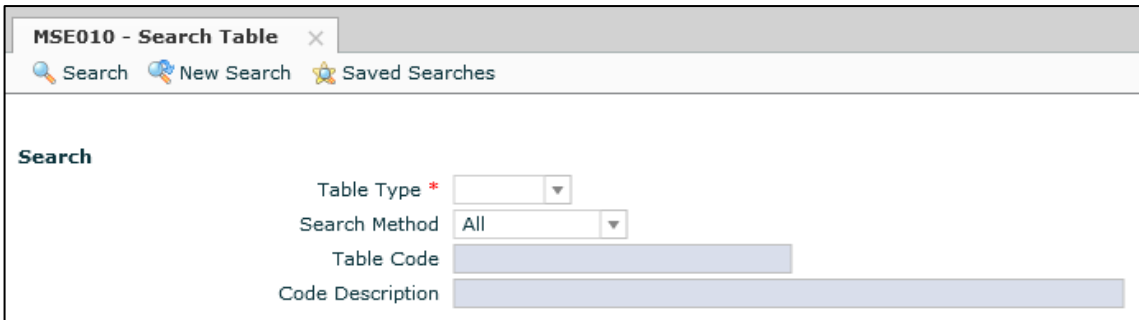 MSE010 - Search Table
Search New Search Saved Searches
Search
Table Type *
Search Method All
Table Code
Code Description